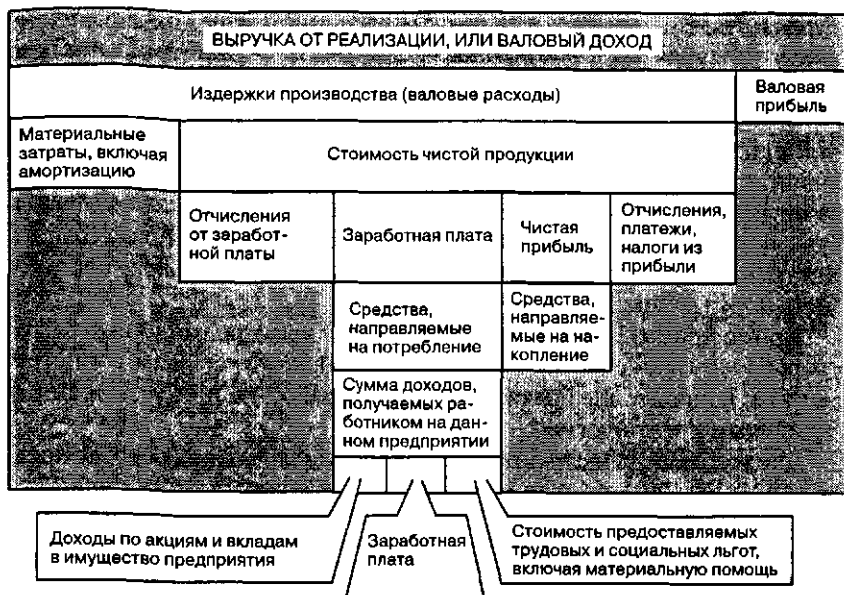 ВЫРУЧКА ОТ РЕАЛИЗАЦИИ, ИЛИ ВАЛОВЫЙ ДОХОД
Издержки производства (валовые расходы)
Валовая
прибыль
Материальные
затраты, включая
амортизацию
Стоимость чистой продукции
Отчисления
от заработ-
ной платы
Заработная плата
Чистая
прибыль
Отчисления,
платежи,
налоги из
прибыли
Средства,
направляемые
на потребление
Средства,
направляе-
мые на на-
копление
Сумма доходов,
получаемых ра-
ботником на дан-
ном предприятии
Доходы по акциям и вкладам
в имущество предприятия
Заработная
плата
Стоимость предоставляемых
трудовых и социальных льгот,
включая материальную помощь